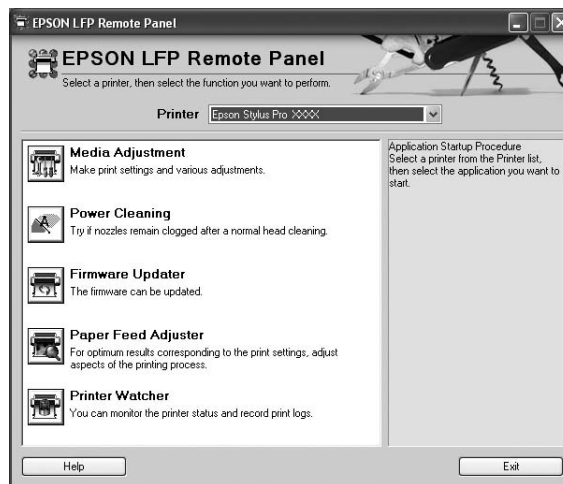 EPSON LFP Remote Panel
EPSON LFP Remote Panel
Select a printer, then select the function you want to perform.
Printer
Epson Stylus Pro XXXX
Media Adjustment
Make print settings and various adjustments.
Power Cleaning
Try if nozzles remain clogged after a normal head cleaning.
Firmware Updater
The firmware can be updated.
Paper Feed Adjuster
For optimum results corresponding to the print settings, adjust
aspects of the printing process.
Printer Watcher
You can monitor the printer status and record print logs.
Application Startup Procedure
Select a printer from the Printer list,
then select the application you want to
start.
Help
Exit